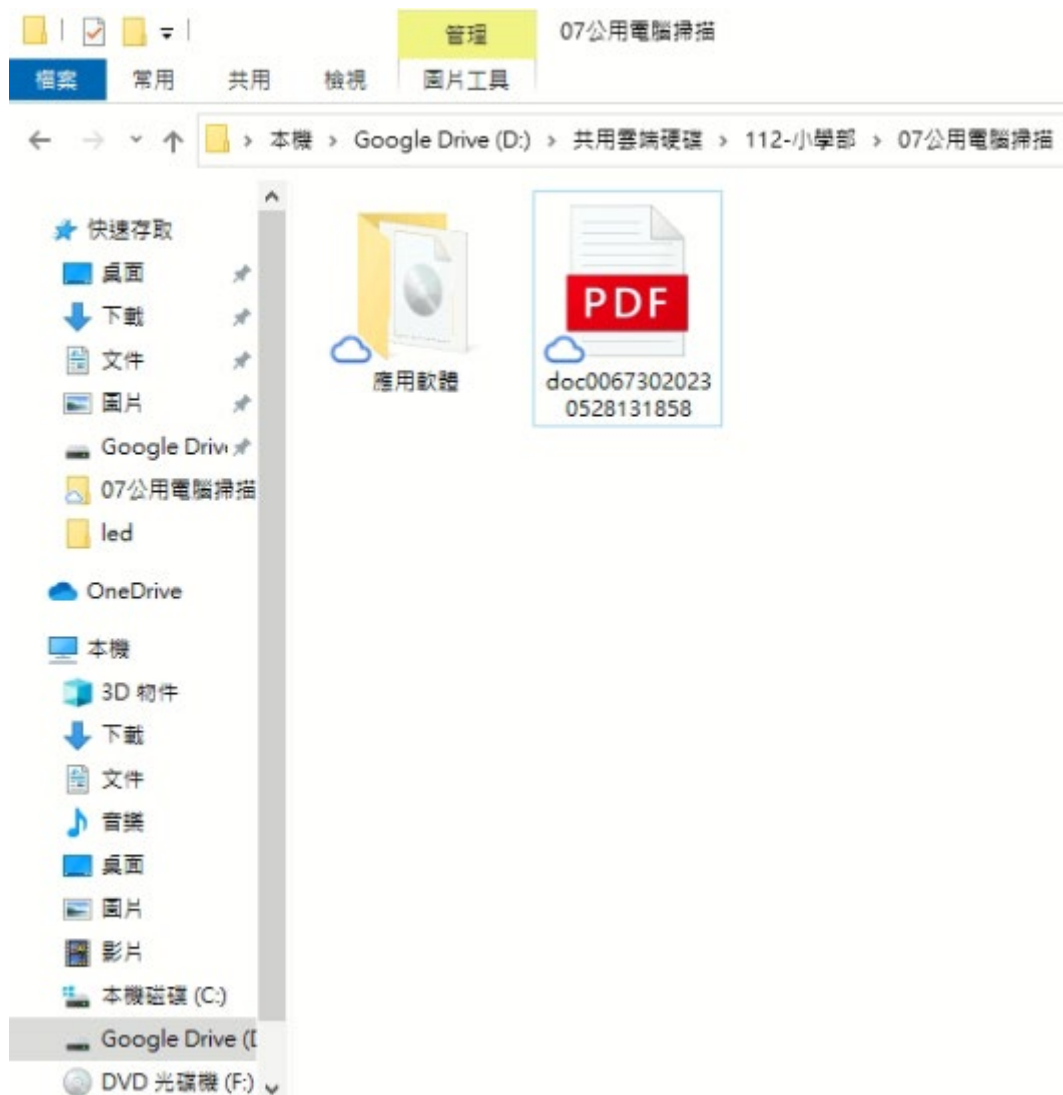 管理
07公用電腦掃描
檔案
常用
共用
檢視
圖片工具
本機 › Google Drive (D:) › 共用雲端硬碟 › 112-小學部 › 07公用電腦掃描
快速存取
桌面
下載
文件
圖片
Google Driv
07公用電腦掃描
led
OneDrive
本機
3D 物件
下載
文件
音樂
桌面
圖片
影片
本機磁碟 (C:)
Google Drive (D
DVD 光碟機 (F:)
應用軟體
PDF
doc0067302023
0528131858